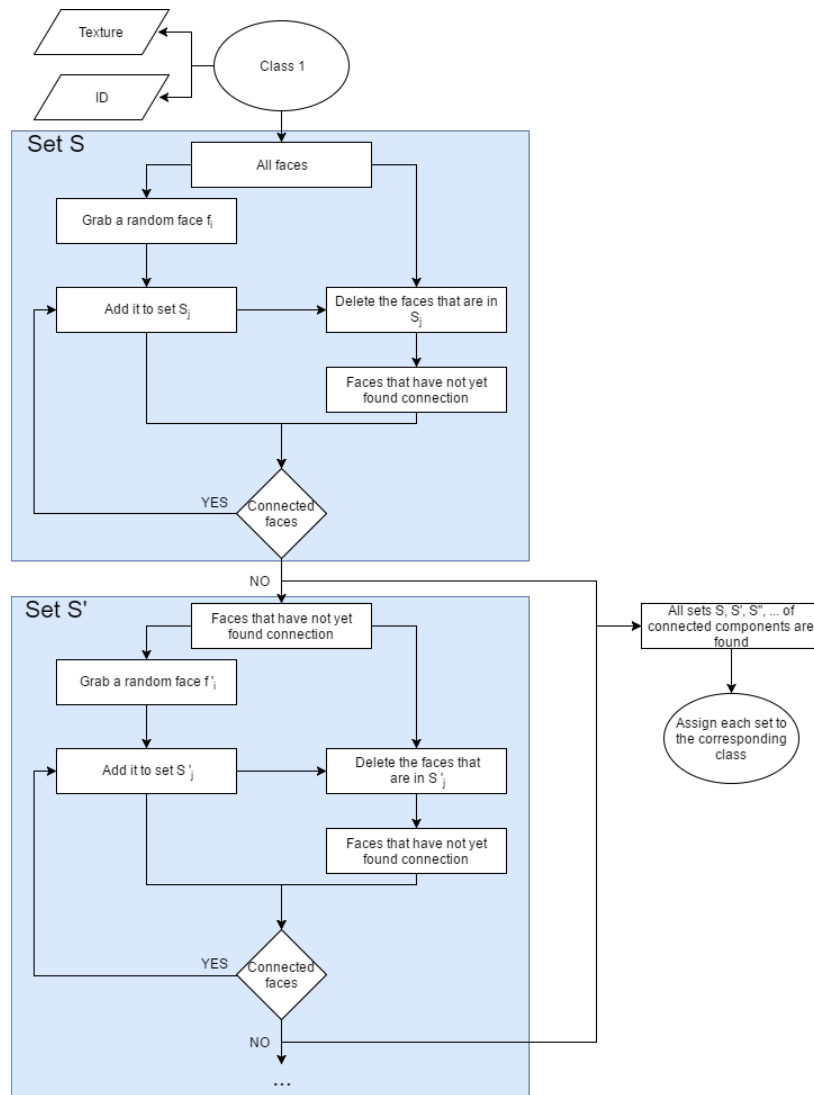 Texture
Class 1
ID
Set S
All faces
Grab a random face fi
Add it to set Sj
Delete the faces that are in
Sj
Faces that have not yet
found connection
YES
Connected
faces
NO
Set S'
Faces that have not yet
found connection
All sets S, S', S'', ... of
connected components are
found
Grab a random face f'i
Assign each set to
the corresponding
class
Add it to set S'j
Delete the faces that
are in S'j
Faces that have not yet
found connection
YES
Connected
faces
NO
...